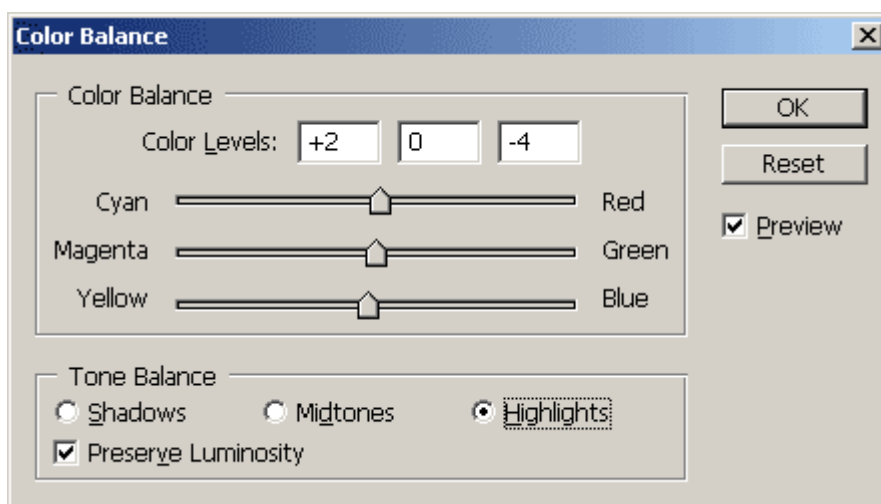 Color Balance
Color Balance
Color Levels: +2 0 -4
Cyan Red
Magenta Green
Yellow Blue
OK
Reset
Preview
Tone Balance
Shadows Midtones Highlights
Preserve Luminosity